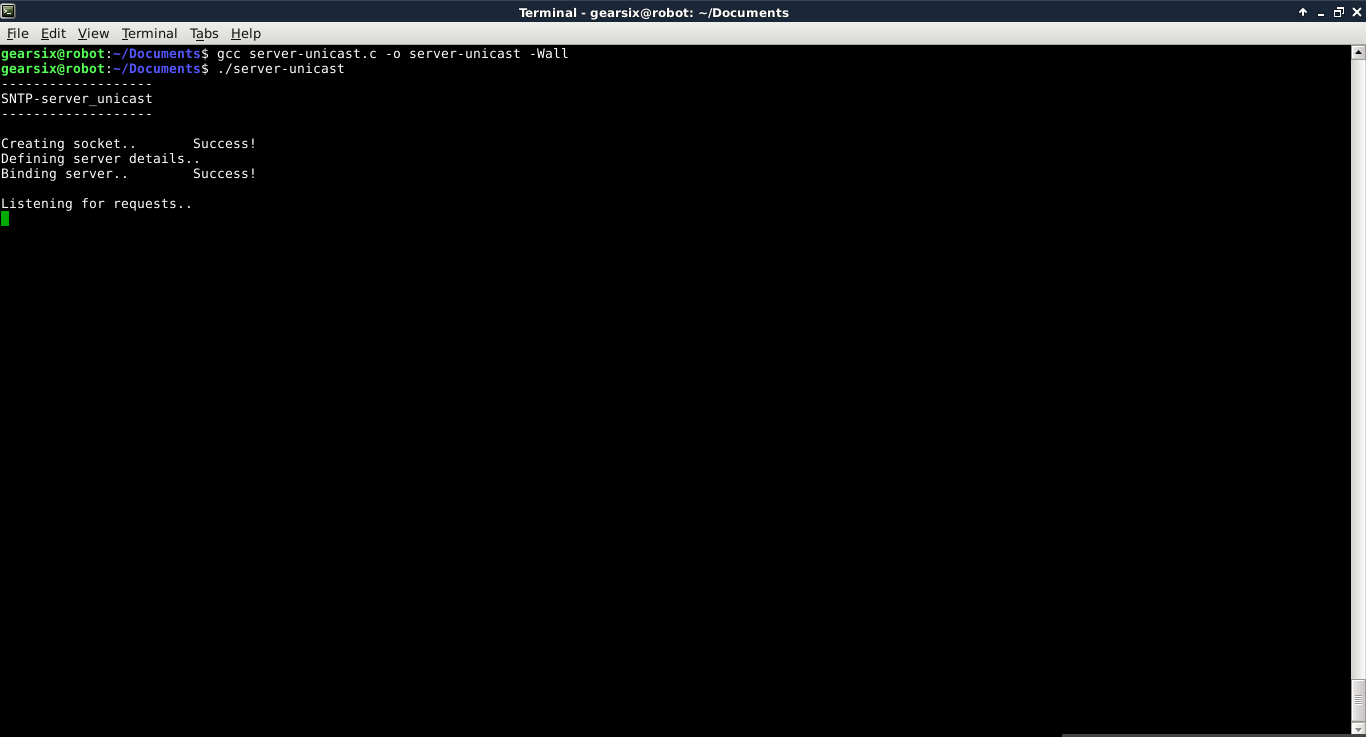 Terminal - gearsix@robot: ~/Documents
File Edit View Terminal Tabs Help
gearsix@robot:~/Documents$ gcc server-unicast.c -o server-unicast -Wall
gearsix@robot:~/Documents$ ./server-unicast
-------------------
SNTP-server_unicast
-------------------
Creating socket.. Success!
Defining server details..
Binding server.. Success!
Listening for requests..